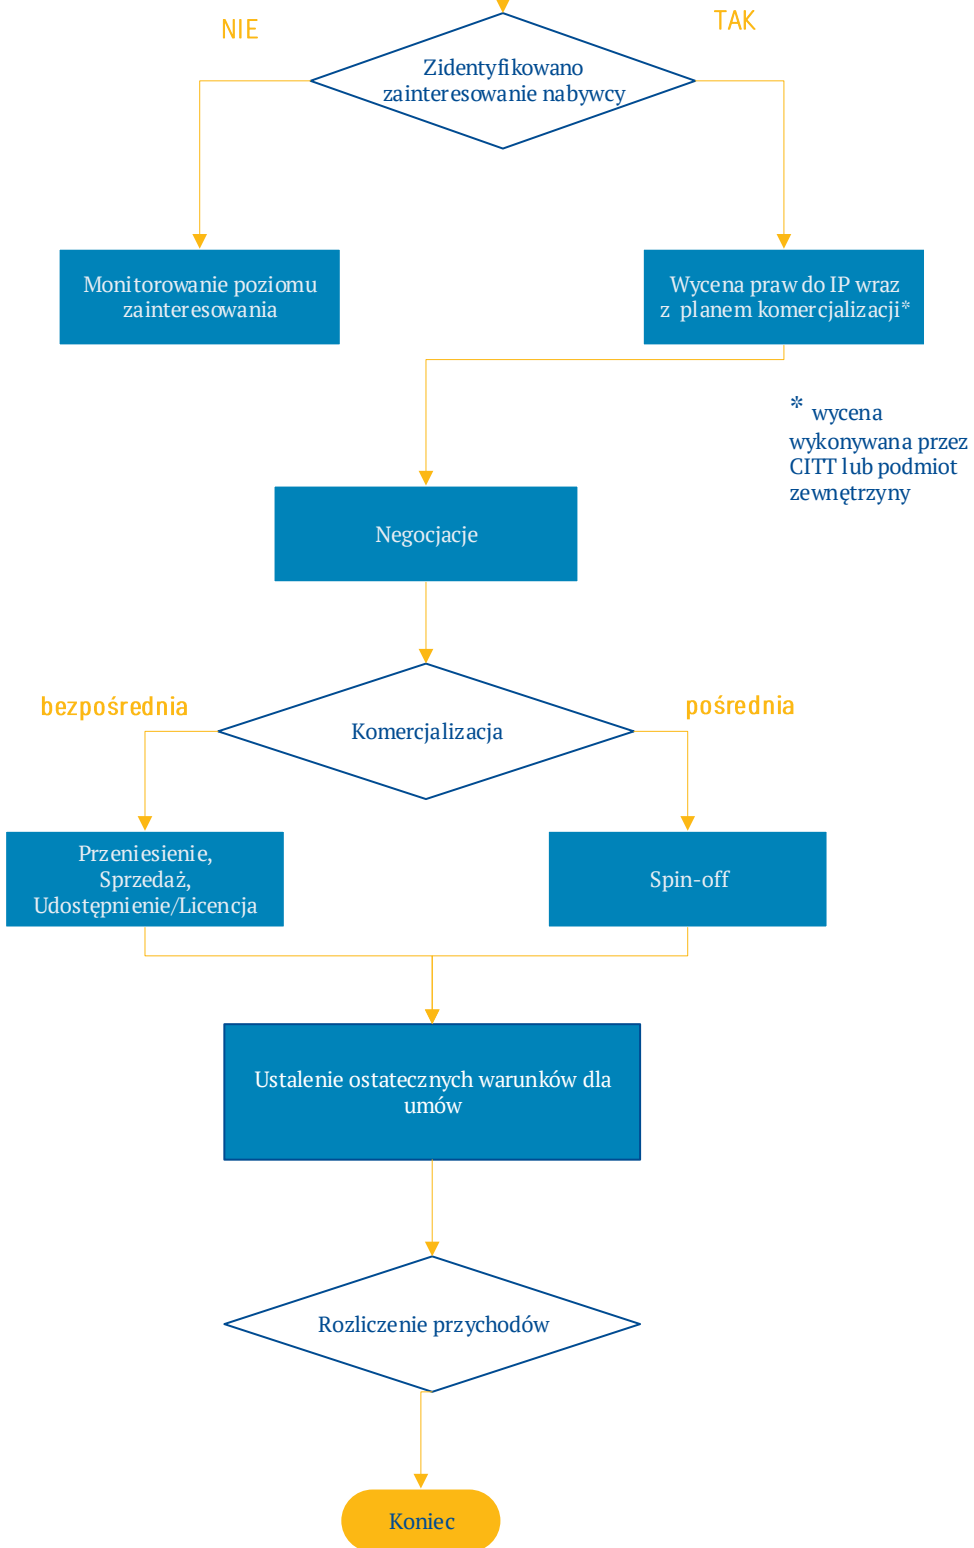 NIE
TAK
Zidentyfikowano
zainteresowanie nabywcy
Monitorowanie poziomu
zainteresowania
Wycena praw do IP wraz
z planem komercjalizacji*
* wycena
wykonywana przez
CITT lub podmiot
zewnętrzyny
Negocjacje
bezpośrednia
pośrednia
Komercjalizacja
Przeniesienie,
Sprzedaż,
Udostępnienie/Licencja
Spin-off
Ustalenie ostatecznych warunków dla
umów
Rozliczenie przychodów
Koniec